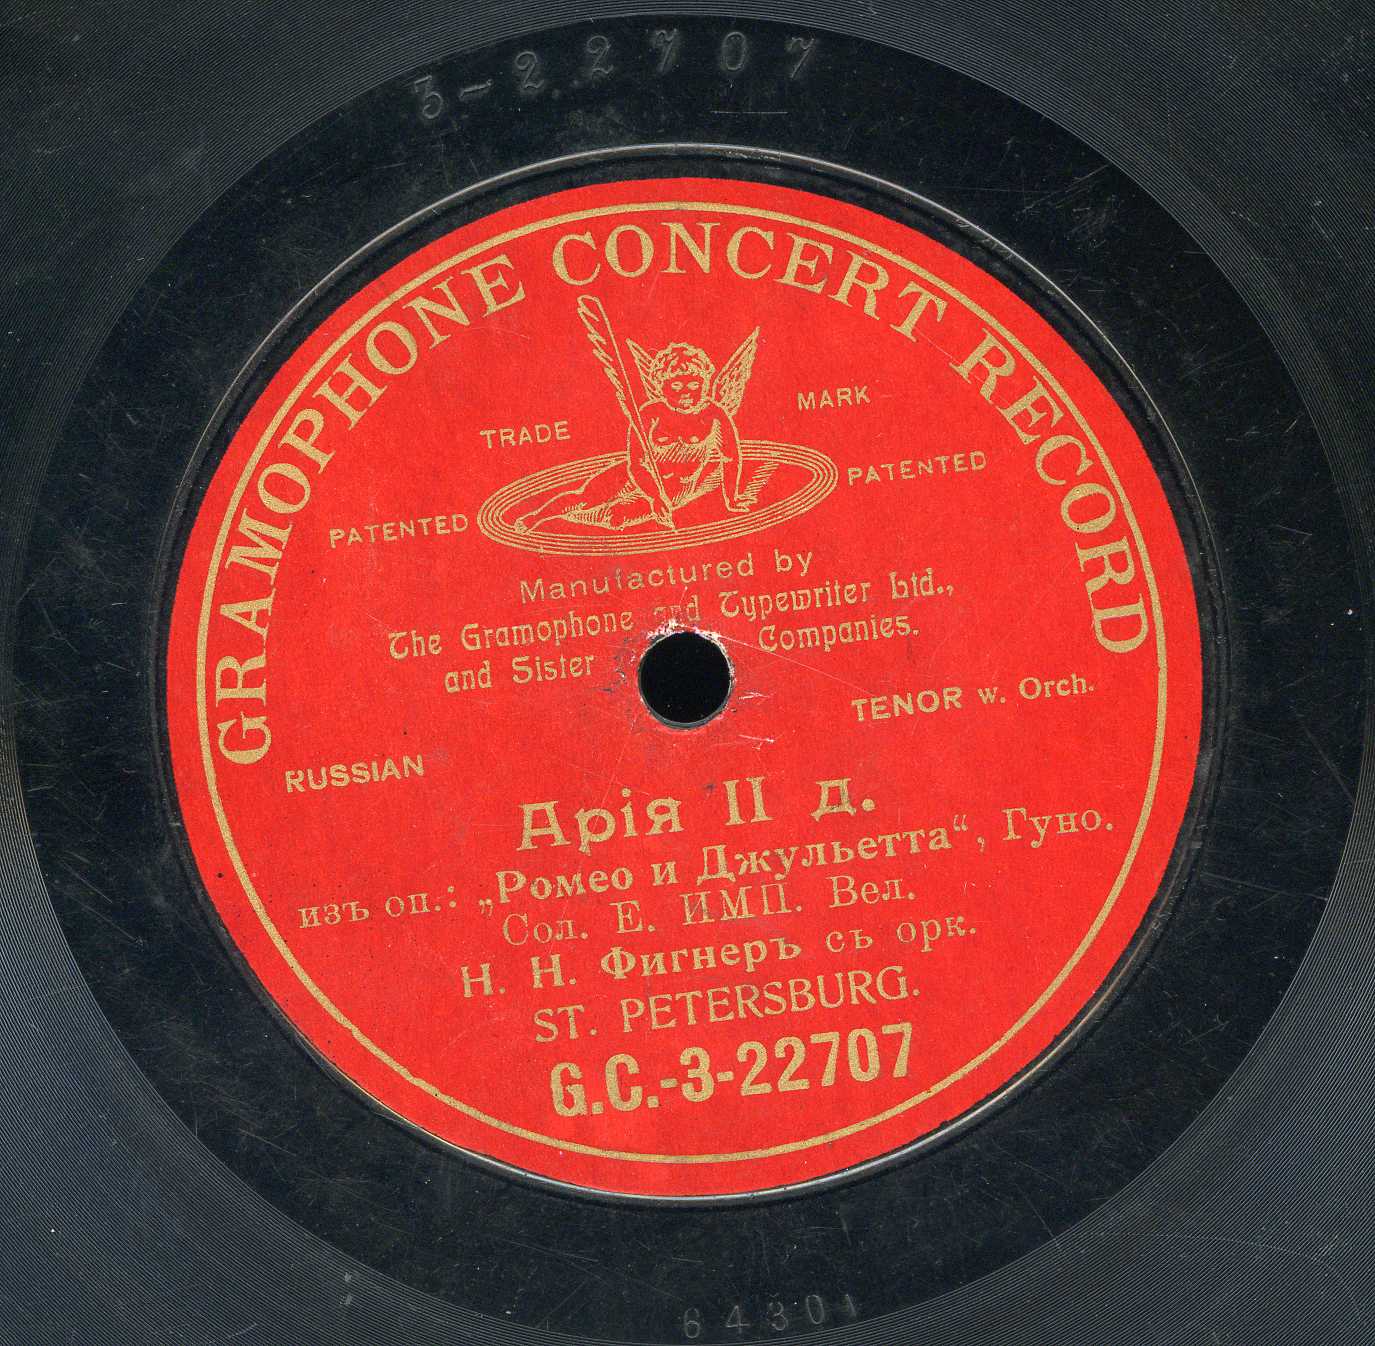 3-22707
GRAMOPHONE CONCERT RECORD
TRADE MARK
PATENTED PATENTED
Manufactured by
The Gramophone and Typewriter Ltd.,
and Sister Companies.
RUSSIAN TENOR w. Orch.
Арія II д.
изъ оп.: „Ромео и Джульетта“, Гуно.
Сол. Е. ИМП. Вел.
Н. Н. Фигнеръ съ орк.
ST. PETERSBURG.
G.C.-3-22707
64301